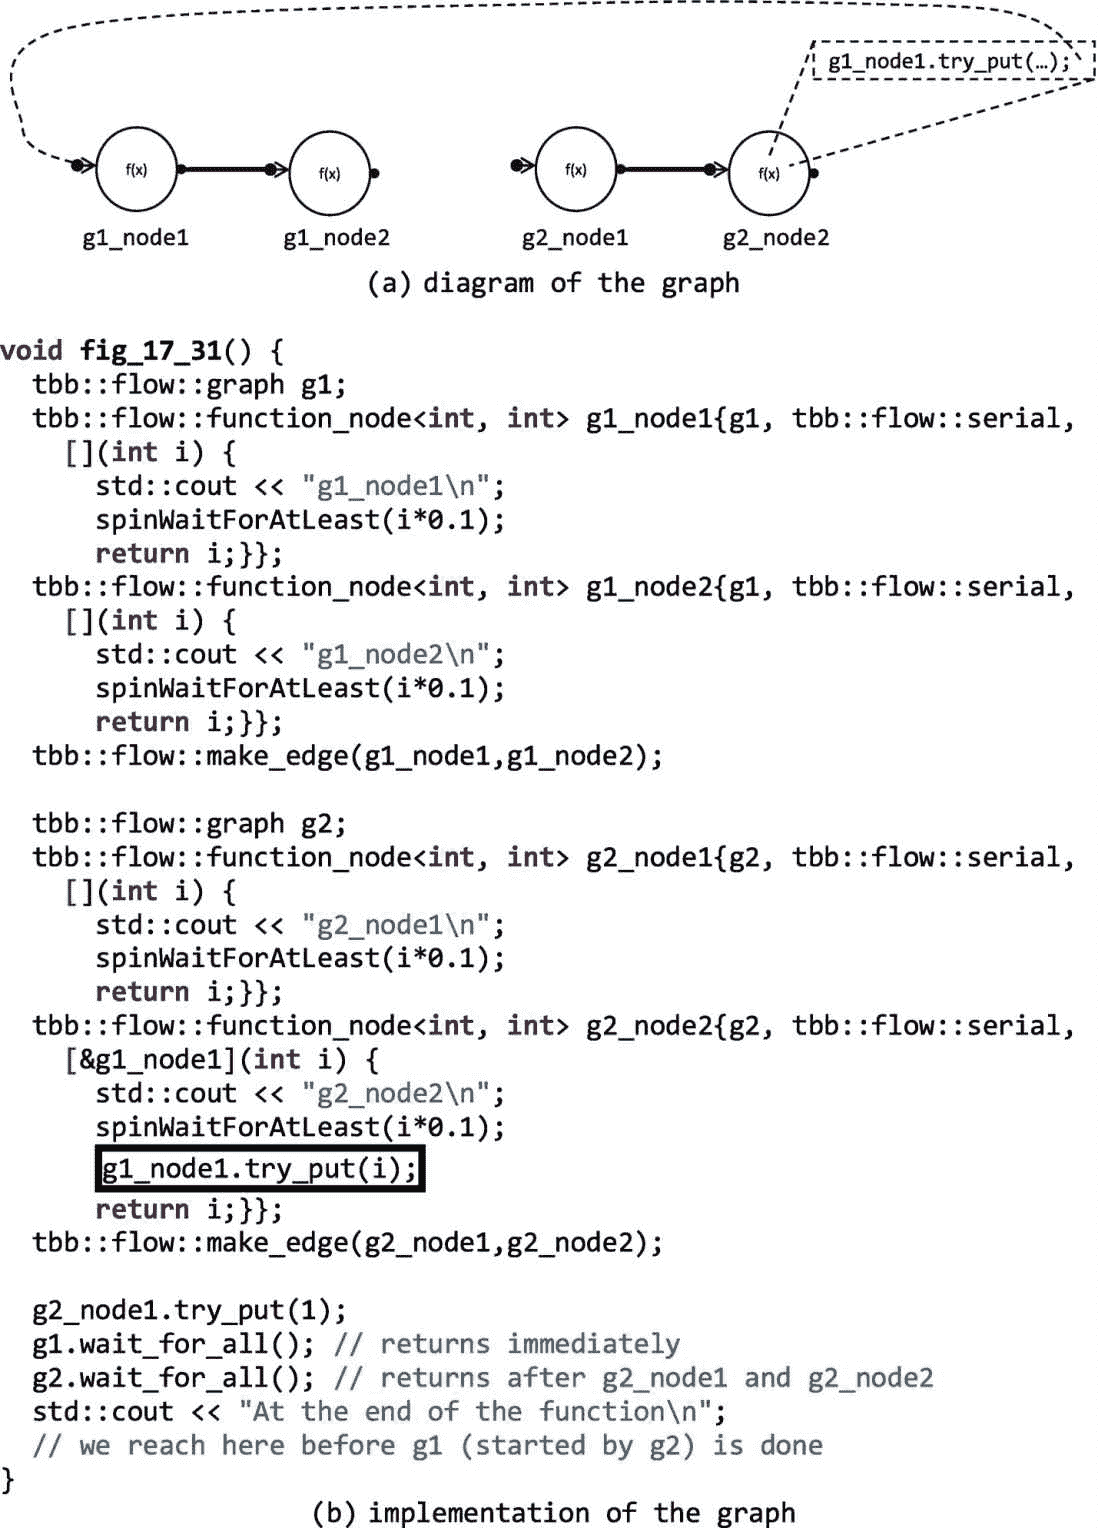 g1_node1.try_put(…);
f(x) f(x) f(x) f(x)
g1_node1 g1_node2 g2_node1 g2_node2
(a) diagram of the graph
void fig_17_31() {
  tbb::flow::graph g1;
  tbb::flow::function_node<int, int> g1_node1{g1, tbb::flow::serial,
    [](int i) {
      std::cout << "g1_node1\n";
      spinWaitForAtLeast(i*0.1);
      return i;}};
  tbb::flow::function_node<int, int> g1_node2{g1, tbb::flow::serial,
    [](int i) {
      std::cout << "g1_node2\n";
      spinWaitForAtLeast(i*0.1);
      return i;}};
  tbb::flow::make_edge(g1_node1,g1_node2);
  tbb::flow::graph g2;
  tbb::flow::function_node<int, int> g2_node1{g2, tbb::flow::serial,
    [](int i) {
      std::cout << "g2_node1\n";
      spinWaitForAtLeast(i*0.1);
      return i;}};
  tbb::flow::function_node<int, int> g2_node2{g2, tbb::flow::serial,
    [&g1_node1](int i) {
      std::cout << "g2_node2\n";
      spinWaitForAtLeast(i*0.1);
      g1_node1.try_put(i);
      return i;}};
  tbb::flow::make_edge(g2_node1,g2_node2);
  g2_node1.try_put(1);
  g1.wait_for_all(); // returns immediately
  g2.wait_for_all(); // returns after g2_node1 and g2_node2
  std::cout << "At the end of the function\n";
  // we reach here before g1 (started by g2) is done
}
(b) implementation of the graph